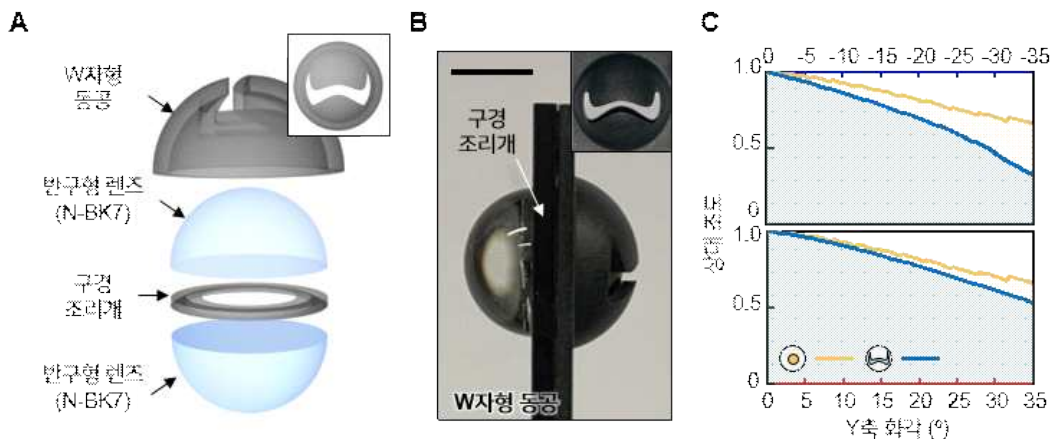 A
W자형
동공
반구형 렌즈
(N-BK7)
구경
조리개
반구형 렌즈
(N-BK7)
B
구경
조리개
W자형 동공
C
0 -5 -10 -15 -20 -25 -30 -35
1.0
0.5
0
1.0
0.5
0
상대 조도
0 5 10 15 20 25 30 35
Y축 화각 (º)